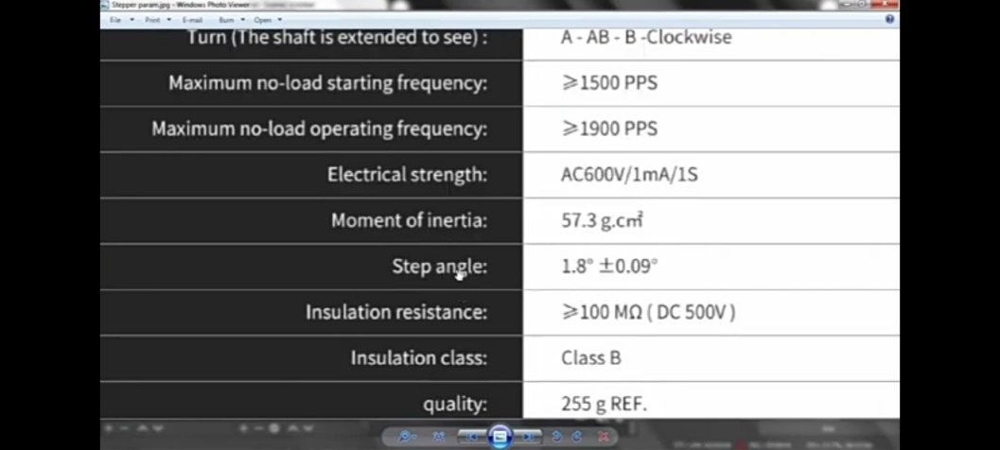 Stepper param.jpg - Windows Photo Viewer
File Print E-mail Burn Open
Turn (The shaft is extended to see) : A - AB - B -Clockwise
Maximum no-load starting frequency: ⩾1500 PPS
Maximum no-load operating frequency: ⩾1900 PPS
Electrical strength: AC600V/1mA/1S
Moment of inertia: 57.3 g.cm²
Step angle: 1.8° ±0.09°
Insulation resistance: ⩾100 MΩ ( DC 500V )
Insulation class: Class B
quality: 255 g REF.